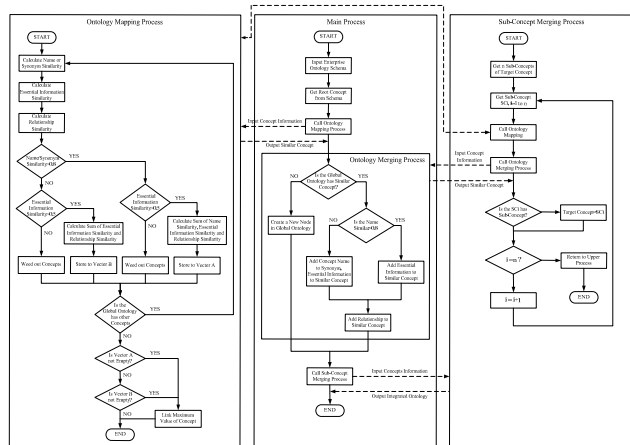 Ontology Mapping Process
START
Calculate Name or
Synonym Similarity
Calculate
Essential Information
Similarity
Calculate
Relationship
Similarity
Name/Synonym
Similarity>0.8
YES
NO
Essential
Information
Similarity>0.5
YES
NO
Essential
Information
Similarity>0.5
YES
NO
Calculate Sum of Essential
Information Similarity and
Relationship Similarity
Calculate Sum of Name
Similarity, Essential
Information Similarity and
Relationship Similarity
Weed out Concepts
Store to Vector B
Weed out Concepts
Store to Vector A
Is the
Global Ontology
has other
Concepts
YES
NO
Is Vector A
not Empty?
YES
NO
Is Vector B
not Empty?
YES
NO
Link Maximum
Value of Concept
END
Main Process
START
Input Enterprise
Ontology Schema
Get Root Concept
from Schema
Call Ontology
Mapping Process
Input Concept Information
Output Similar Concept
Ontology Merging Process
Is the Global
Ontology has Similar
Concept?
NO
YES
Create a New Node
in Global Ontology
Is the Name
NO
YES
Add Concept Name
to Synonym,
Essential Information
to Similar Concept
Add Essential
Information to
Similar Concept
Add Relationship to
Similar Concept
Call Sub-Concept
Merging Process
END
Input Concepts Information
Output Integrated Ontology
Sub-Concept Merging Process
START
Get n Sub-Concepts
of Target Concept
Get Sub-Concept
SCi, i=1 to n
Call Ontology
Mapping
Input Concept
Information
Call Ontology
Merging Process
Output Similar Concept
Is the SCi has
Sub-Concept?
Target Concept=SCi
i=n?
Return to Upper
Process
END
i=i+1